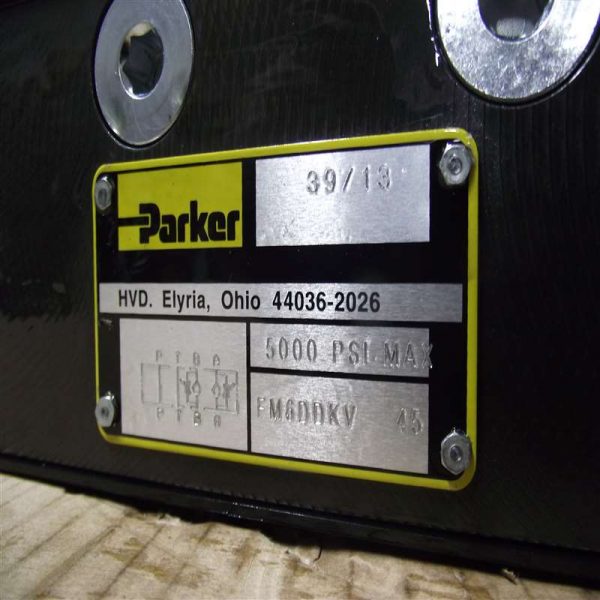 Parker
39/13
HVD. Elyria, Ohio 44036-2026
P T B A
P T B A
5000 PSI MAX
FM6DDKV 45